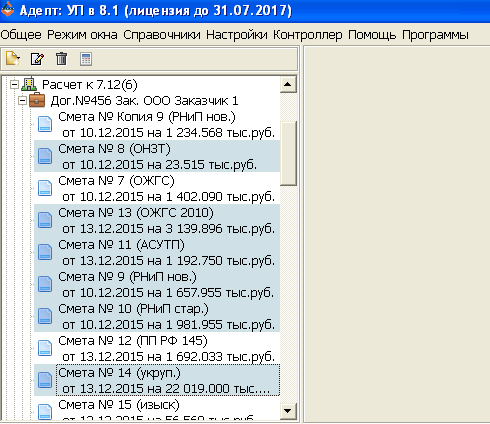 Адепт: УП в 8.1 (лицензия до 31.07.2017)
Общее Режим окна Справочники Настройки Контроллер Помощь Программы
Расчет к 7.12(6)
Дог.№456 Зак. ООО Заказчик 1
Смета № Копия 9 (РНиП нов.)
от 10.12.2015 на 1 234.568 тыс.руб.
Смета № 8 (ОНЗТ)
от 10.12.2015 на 23.515 тыс.руб.
Смета № 7 (ОЖГС)
от 10.12.2015 на 1 402.090 тыс.руб.
Смета № 13 (ОЖГС 2010)
от 13.12.2015 на 3 139.896 тыс.руб.
Смета № 11 (АСУТП)
от 13.12.2015 на 1 192.750 тыс.руб.
Смета № 9 (РНиП нов.)
от 10.12.2015 на 1 657.955 тыс.руб.
Смета № 10 (РНиП стар.)
от 10.12.2015 на 1 981.955 тыс.руб.
Смета № 12 (ПП РФ 145)
от 13.12.2015 на 1 692.033 тыс.руб.
Смета № 14 (укруп.)
от 13.12.2015 на 22 019.000 тыс....
Смета № 15 (изыск)